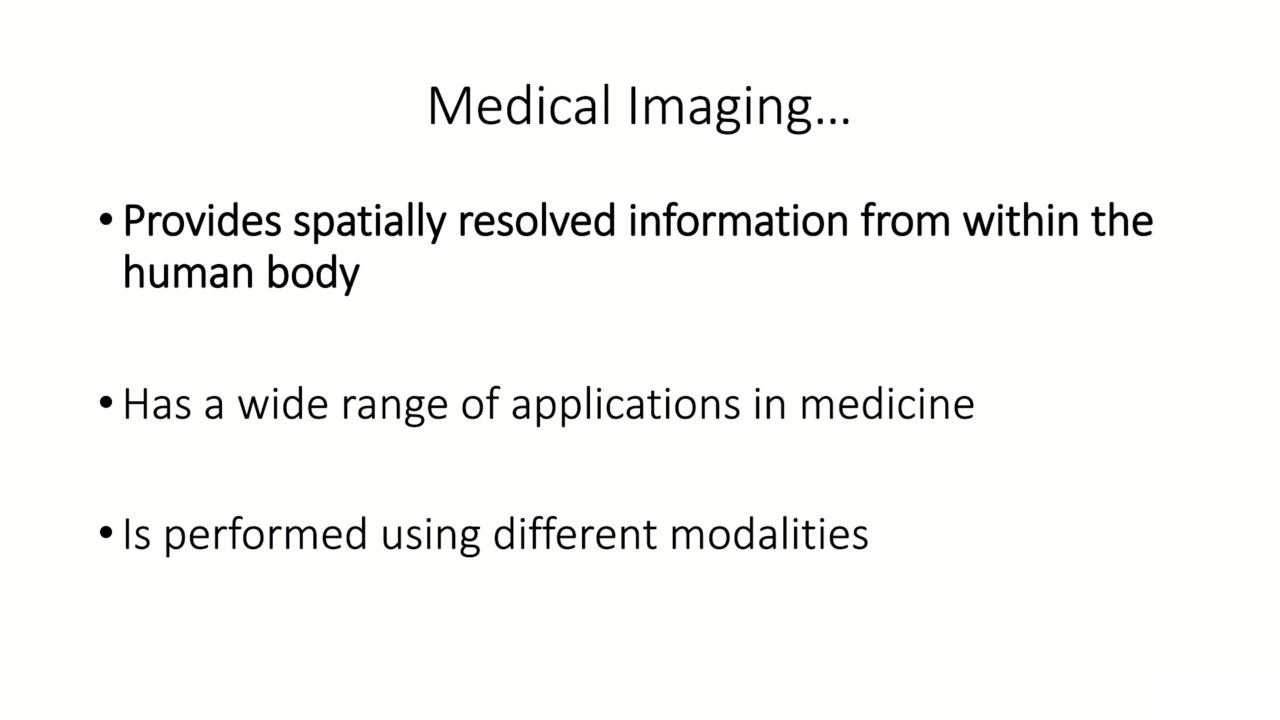 Medical Imaging...
• Provides spatially resolved information from within the
human body
• Has a wide range of applications in medicine
• Is performed using different modalities